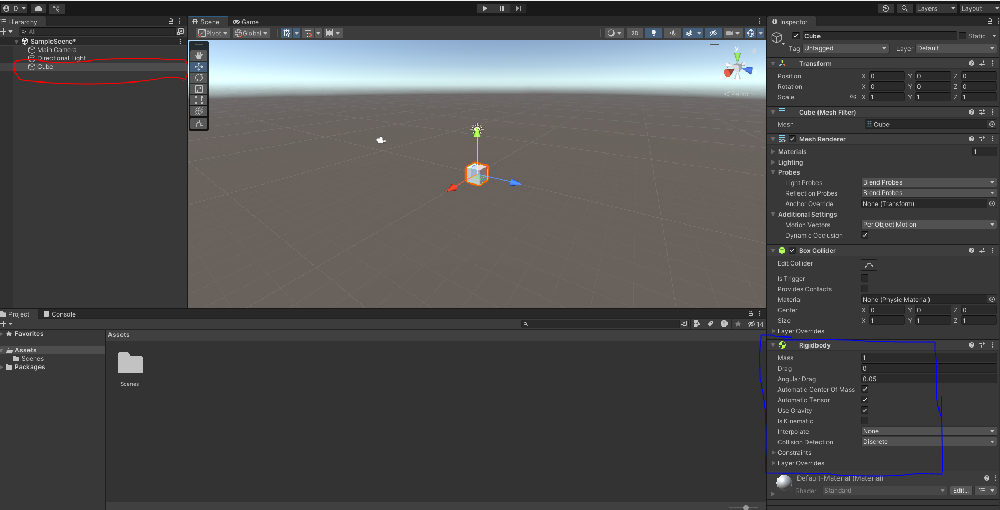 D
Layers
Layout
Hierarchy
All
SampleScene*
Main Camera
Directional Light
Cube
Scene
Game
Pivot
Global
2D
y
Persp
Inspector
Cube
Static
Tag Untagged
Layer Default
Transform
Position X 0 Y 0 Z 0
Rotation X 0 Y 0 Z 0
Scale X 1 Y 1 Z 1
Cube (Mesh Filter)
Mesh Cube
Mesh Renderer
Materials 1
Lighting
Probes
Light Probes Blend Probes
Reflection Probes Blend Probes
Anchor Override None (Transform)
Additional Settings
Motion Vectors Per Object Motion
Dynamic Occlusion
Box Collider
Edit Collider
Is Trigger
Provides Contacts
Material None (Physic Material)
Center X 0 Y 0 Z 0
Size X 1 Y 1 Z 1
Layer Overrides
Rigidbody
Mass 1
Drag 0
Angular Drag 0.05
Automatic Center Of Mass
Automatic Tensor
Use Gravity
Is Kinematic
Interpolate None
Collision Detection Discrete
Constraints
Layer Overrides
Default-Material (Material)
Shader Standard Edit...
Project
Console
14
Favorites
Assets
Scenes
Packages
Assets
Scenes